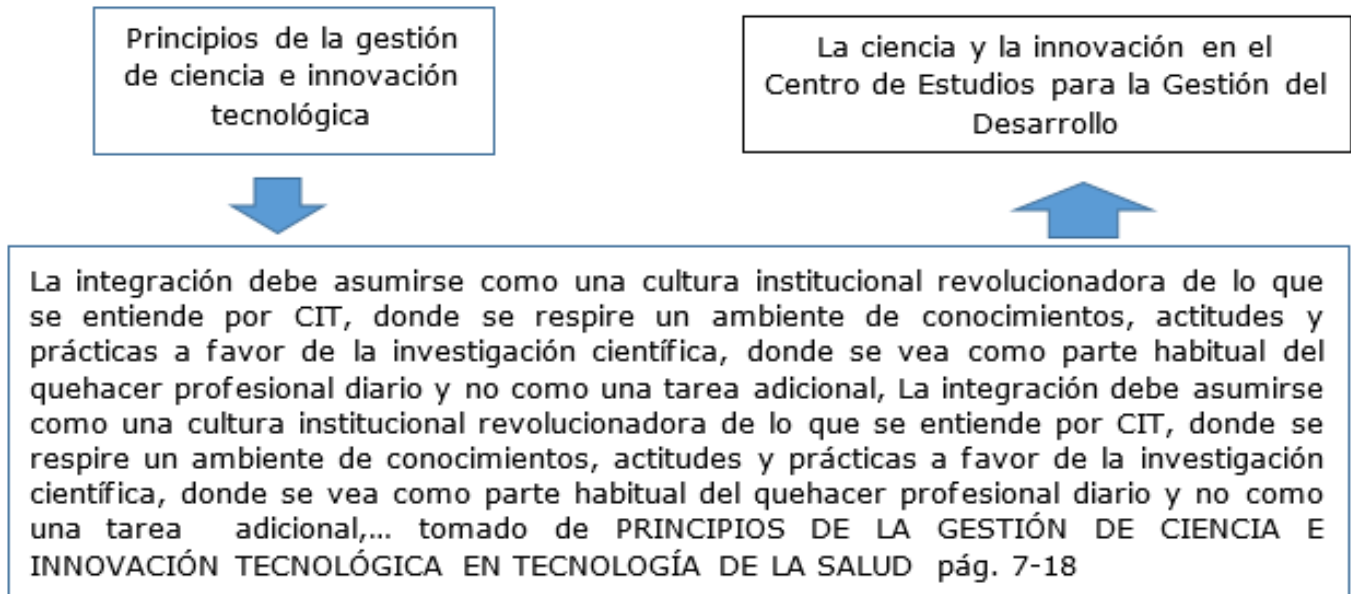 Principios de la gestión
de ciencia e innovación
tecnológica
La ciencia y la innovación en el
Centro de Estudios para la Gestión del
Desarrollo
La integración debe asumirse como una cultura institucional revolucionadora de lo que
se entiende por CIT, donde se respire un ambiente de conocimientos, actitudes y
prácticas a favor de la investigación científica, donde se vea como parte habitual del
quehacer profesional diario y no como una tarea adicional, La integración debe asumirse
como una cultura institucional revolucionadora de lo que se entiende por CIT, donde se
respire un ambiente de conocimientos, actitudes y prácticas a favor de la investigación
científica, donde se vea como parte habitual del quehacer profesional diario y no como
una tarea adicional,... tomado de PRINCIPIOS DE LA GESTIÓN DE CIENCIA E
INNOVACIÓN TECNOLÓGICA EN TECNOLOGÍA DE LA SALUD pág. 7-18